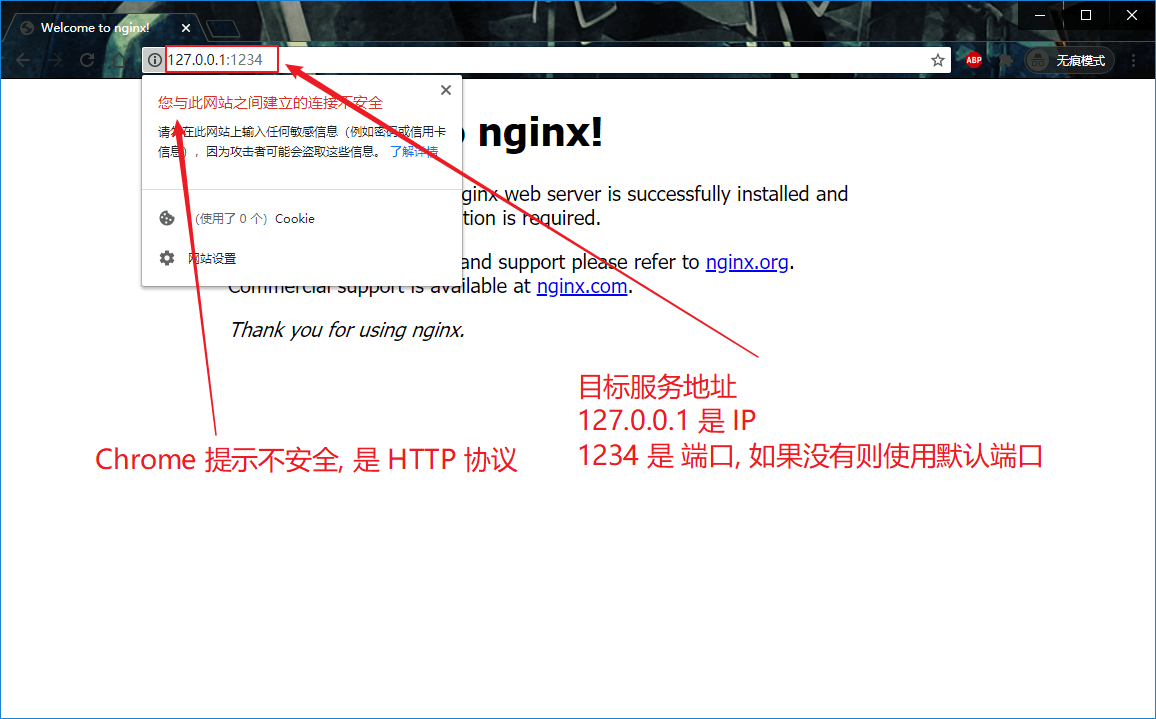 Welcome to nginx!
127.0.0.1:1234
ABP
无痕模式
您与此网站之间建立的连接不安全
请勿在此网站上输入任何敏感信息（例如密码或信用卡
信息），因为攻击者可能会盗取这些信息。 了解详情
（使用了 0 个） Cookie
网站设置
nginx!
nginx web server is successfully installed and
tion is required.
and support please refer to nginx.org.
Commercial support is available at nginx.com.
Thank you for using nginx.
目标服务地址
127.0.0.1 是 IP
1234 是 端口, 如果没有则使用默认端口
Chrome 提示不安全, 是 HTTP 协议